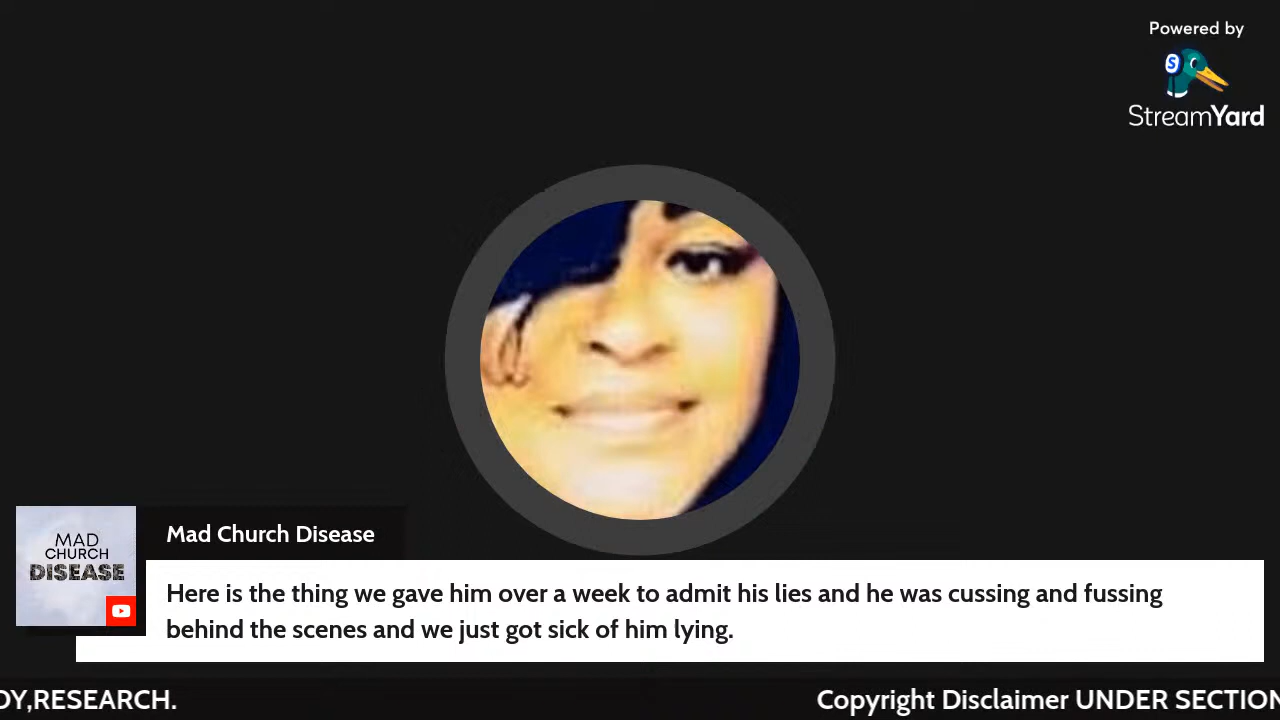 Powered by
S
StreamYard
MAD
CHURCH
DISEASE
Mad Church Disease
Here is the thing we gave him over a week to admit his lies and he was cussing and fussing
behind the scenes and we just got sick of him lying.
DY,RESEARCH.
Copyright Disclaimer UNDER SECTION